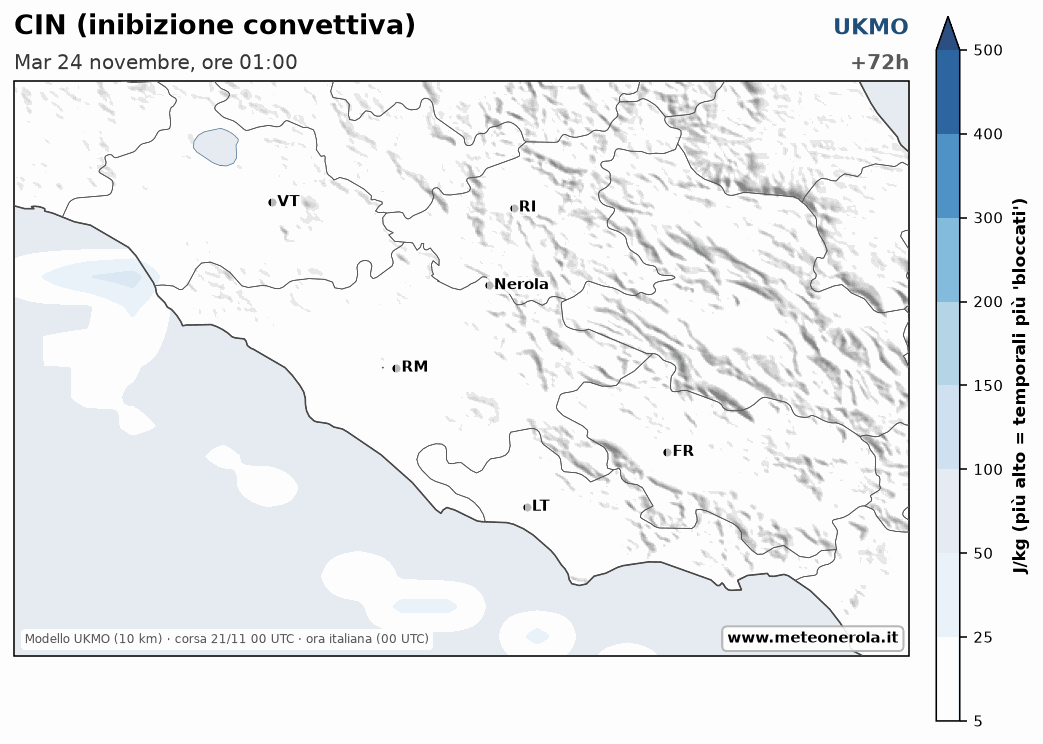 CIN (inibizione convettiva)
UKMO
Mar 24 novembre, ore 01:00
+72h
VT
RI
Nerola
RM
FR
LT
Modello UKMO (10 km) · corsa 21/11 00 UTC · ora italiana (00 UTC)
www.meteonerola.it
500
400
300
200
150
100
50
25
5
J/kg (più alto = temporali più 'bloccati')